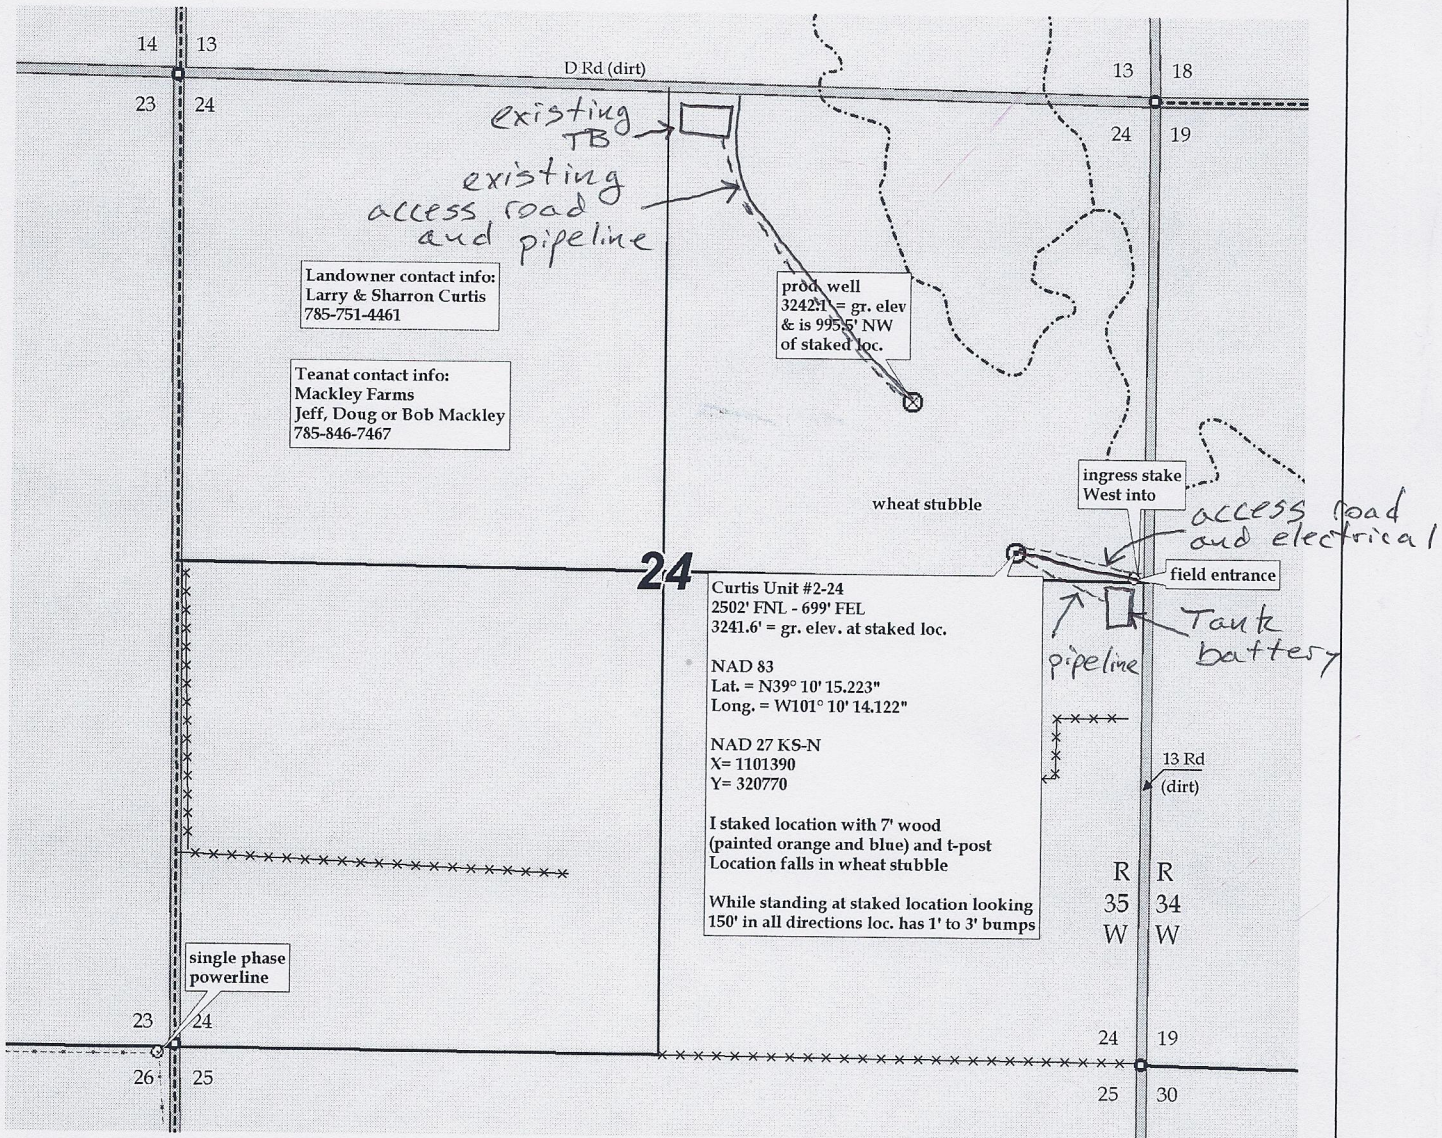 14 13
D Rd (dirt)
13 18
23 24
24 19
existing
TB
existing
access road
and pipeline
Landowner contact info:
Larry & Sharron Curtis
785-751-4461
prod. well
3242.1' = gr. elev
& is 995.5' NW
of staked loc.
Teanat contact info:
Mackley Farms
Jeff, Doug or Bob Mackley
785-846-7467
ingress stake
West into
wheat stubble
access road
and electrical
24
field entrance
Curtis Unit #2-24
2502' FNL - 699' FEL
3241.6' = gr. elev. at staked loc.
NAD 83
Lat. = N39° 10' 15.223"
Long. = W101° 10' 14.122"
NAD 27 KS-N
X= 1101390
Y= 320770
I staked location with 7' wood
(painted orange and blue) and t-post
Location falls in wheat stubble
While standing at staked location looking
150' in all directions loc. has 1' to 3' bumps
Tank
battery
pipeline
13 Rd
(dirt)
R R
35 34
W W
single phase
powerline
23 24
24 19
26 25
25 30